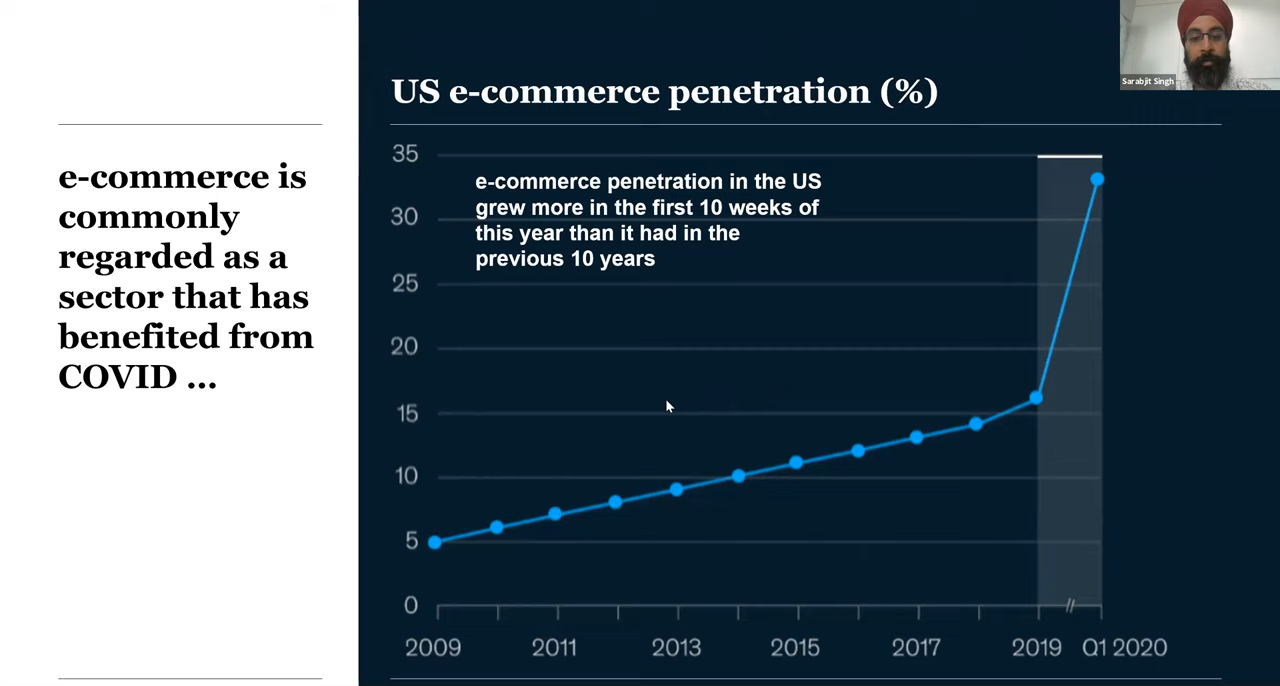 e-commerce is
commonly
regarded as a
sector that has
benefited from
COVID ...
US e-commerce penetration (%)
e-commerce penetration in the US
grew more in the first 10 weeks of
this year than it had in the
previous 10 years
35
30
25
20
15
10
5
0
2009 2011 2013 2015 2017 2019 Q1 2020
Sarabjit Singh